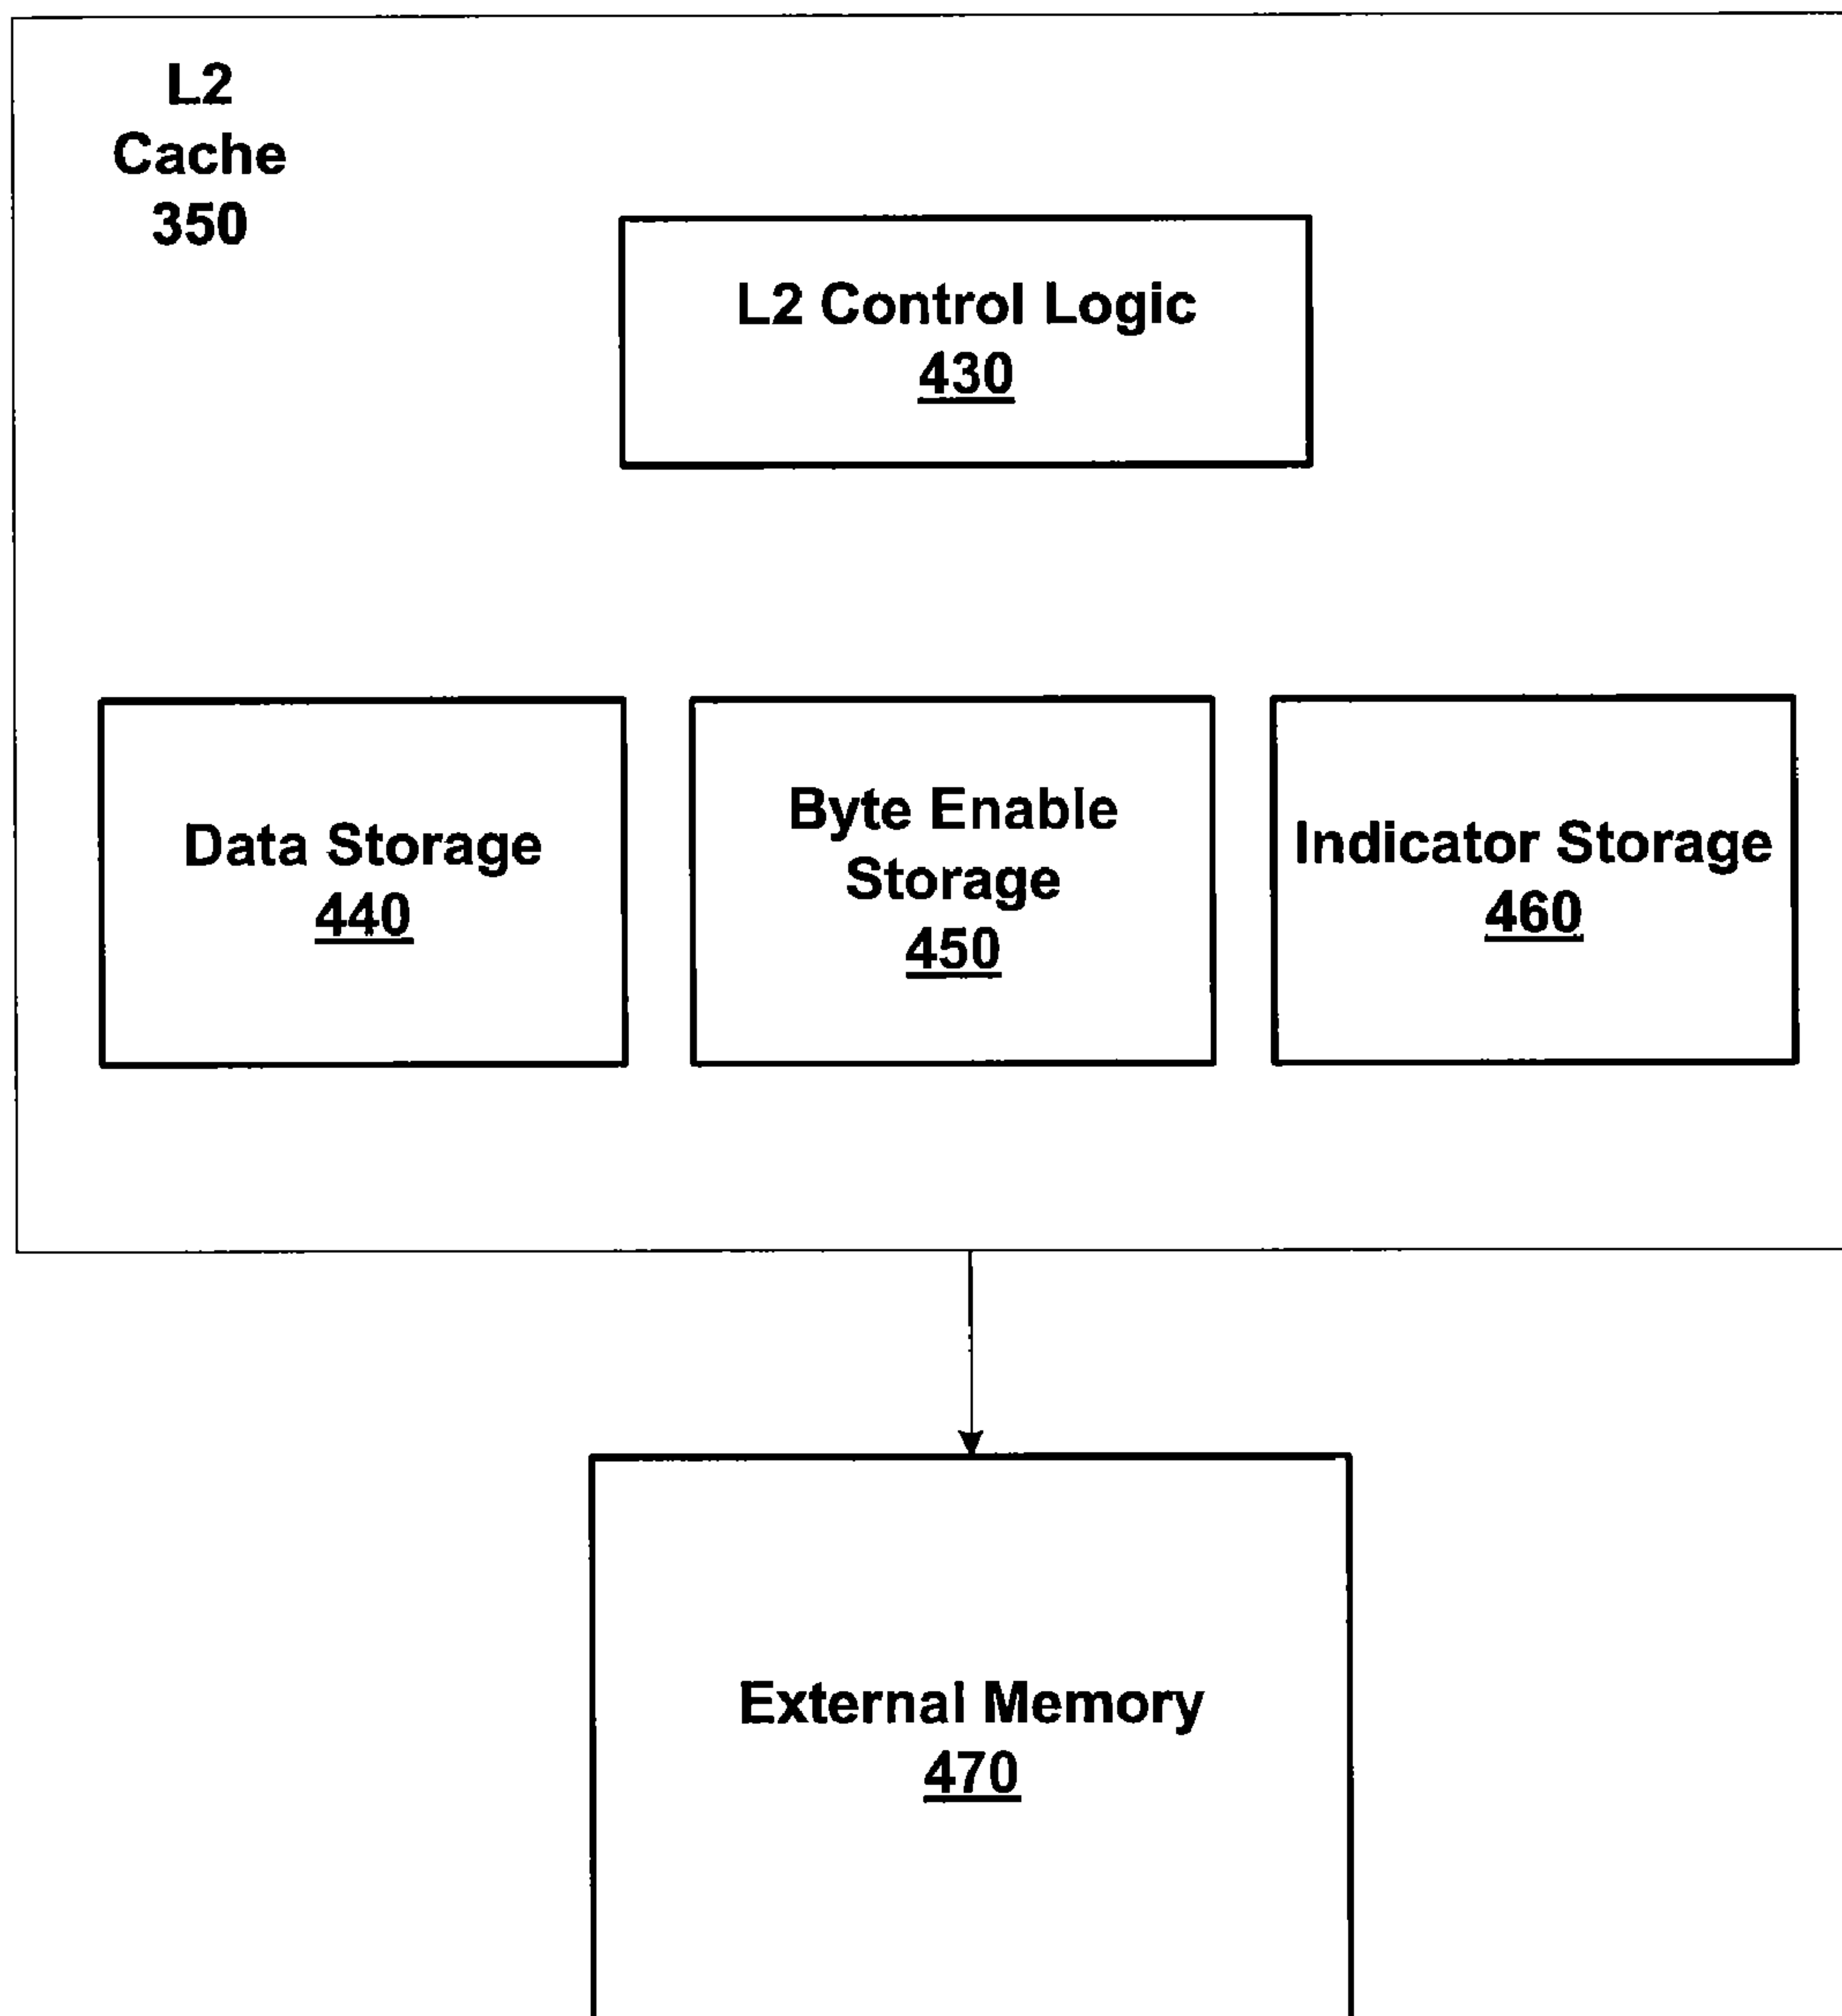 L2
Cache
350
L2 Control Logic
430
Data Storage
440
Byte Enable
Storage
450
Indicator Storage
460
External Memory
470